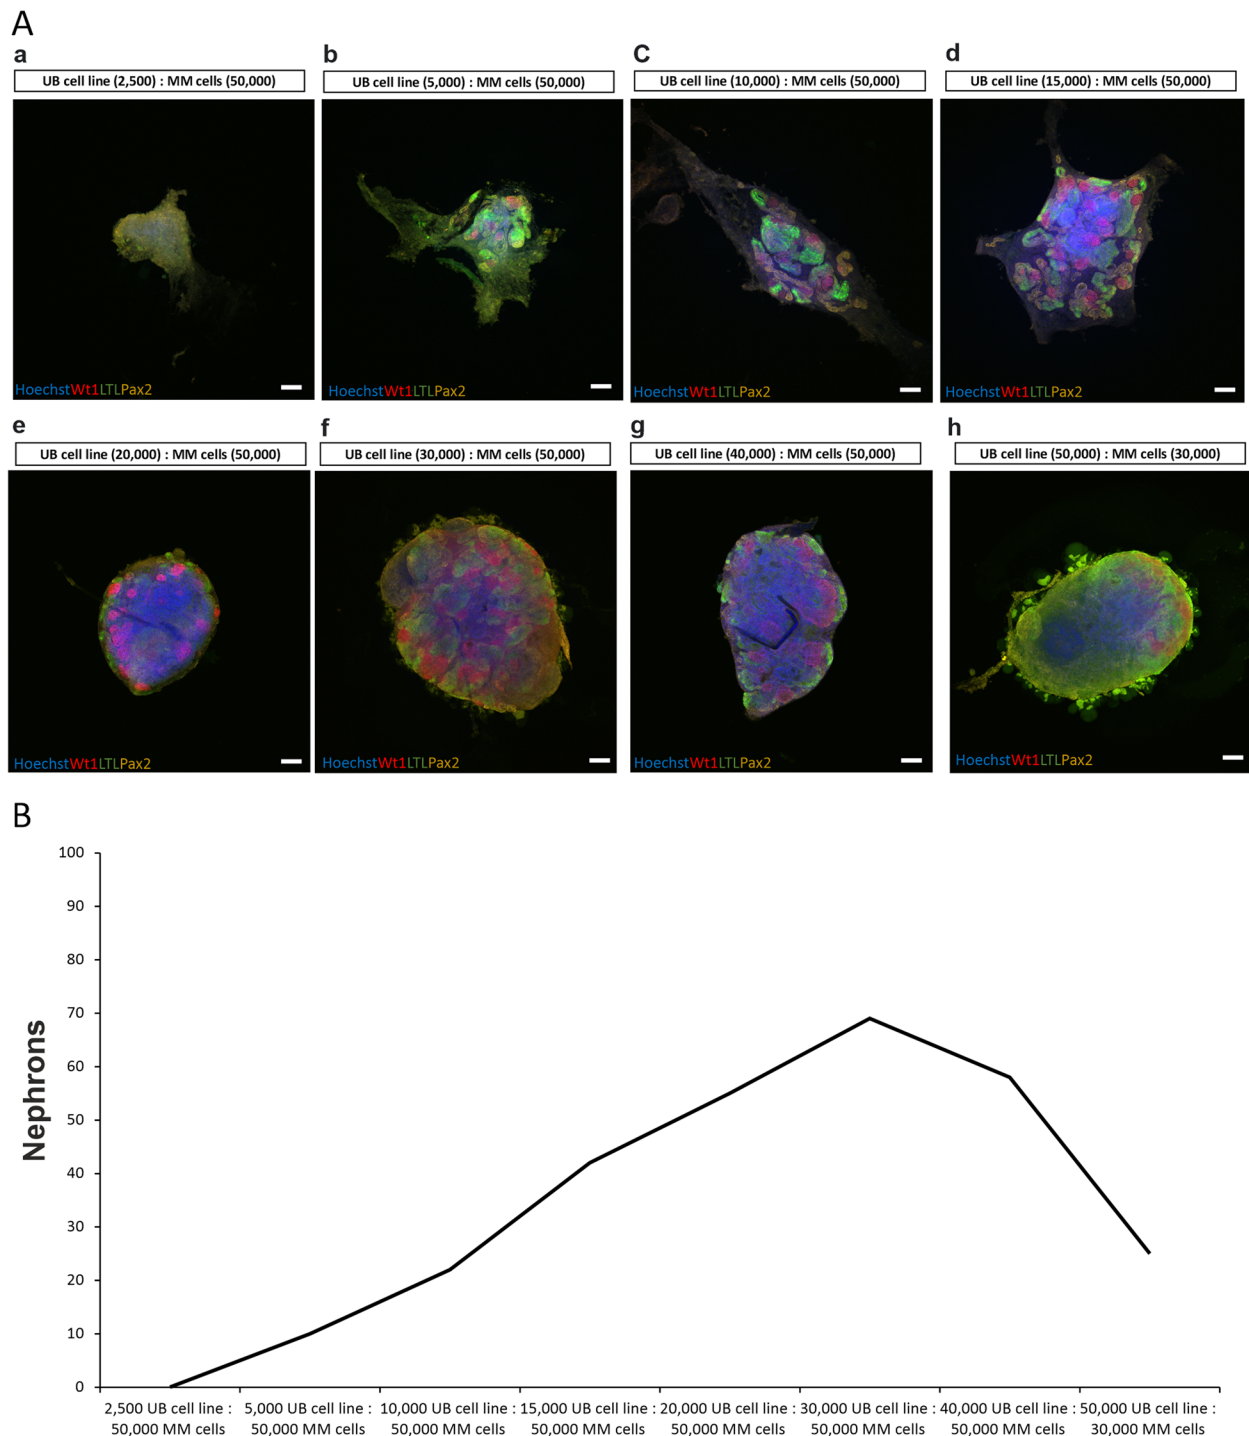 A
a
b
C
d
UB cell line (2,500) : MM cells (50,000)
UB cell line (5,000) : MM cells (50,000)
UB cell line (10,000) : MM cells (50,000)
UB cell line (15,000) : MM cells (50,000)
HoechstWt1LTLPax2
HoechstWt1LTLPax2
HoechstWt1LTLPax2
HoechstWt1LTLPax2
e
f
g
h
UB cell line (20,000) : MM cells (50,000)
UB cell line (30,000) : MM cells (50,000)
UB cell line (40,000) : MM cells (50,000)
UB cell line (50,000) : MM cells (30,000)
HoechstWt1LTLPax2
HoechstWt1LTLPax2
HoechstWt1LTLPax2
HoechstWt1LTLPax2
B
Nephrons
100
90
80
70
60
50
40
30
20
10
0
2,500 UB cell line :
50,000 MM cells
5,000 UB cell line :
50,000 MM cells
10,000 UB cell line :
50,000 MM cells
15,000 UB cell line :
50,000 MM cells
20,000 UB cell line :
50,000 MM cells
30,000 UB cell line :
50,000 MM cells
40,000 UB cell line :
50,000 MM cells
50,000 UB cell line :
30,000 MM cells